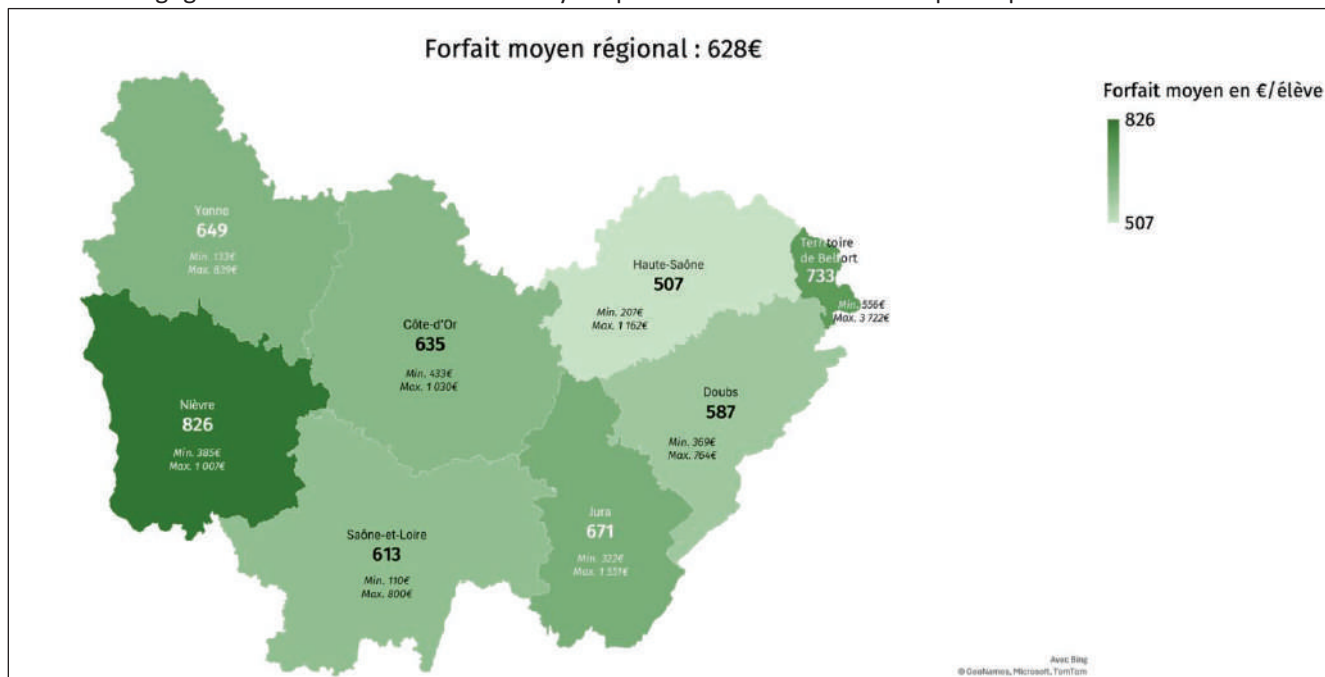 Forfait moyen régional : 628€
Forfait moyen en €/élève
826
507
Yonne
649
Min. 133€
Max. 839€
Côte-d'Or
635
Min. 433€
Max. 1 030€
Haute-Saône
507
Min. 207€
Max. 1 162€
Territoire
de Belfort
733
Min. 556€
Max. 3 722€
Nièvre
826
Min. 385€
Max. 1 007€
Doubs
587
Min. 369€
Max. 764€
Saône-et-Loire
613
Min. 110€
Max. 800€
Jura
671
Min. 322€
Avec Bing
© GeoNames, Microsoft, TomTom